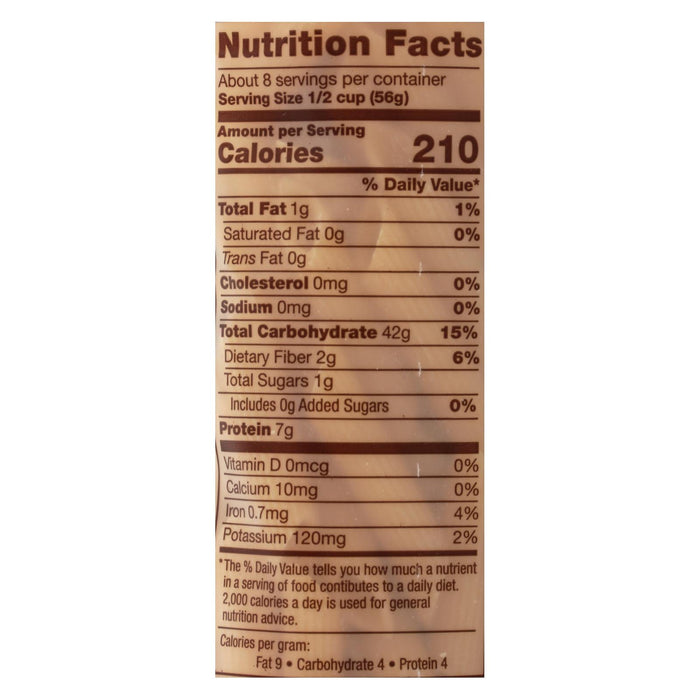 Nutrition Facts
About 8 servings per container
Serving Size 1/2 cup (56g)
Amount per Serving
Calories 210
% Daily Value*
Total Fat 1g 1%
Saturated Fat 0g 0%
Trans Fat 0g
Cholesterol 0mg 0%
Sodium 0mg 0%
Total Carbohydrate 42g 15%
Dietary Fiber 2g 6%
Total Sugars 1g
Includes 0g Added Sugars 0%
Protein 7g
Vitamin D 0mcg 0%
Calcium 10mg 0%
Iron 0.7mg 4%
Potassium 120mg 2%
*The % Daily Value tells you how much a nutrient
in a serving of food contibutes to a daily diet.
2,000 calories a day is used for general
nutrition advice.
Calories per gram:
Fat 9 • Carbohydrate 4 • Protein 4